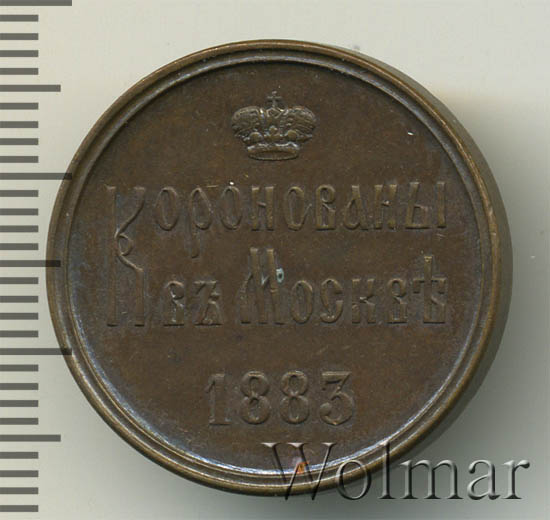 Коронованы
въ Москвѣ
1883
Wolmar